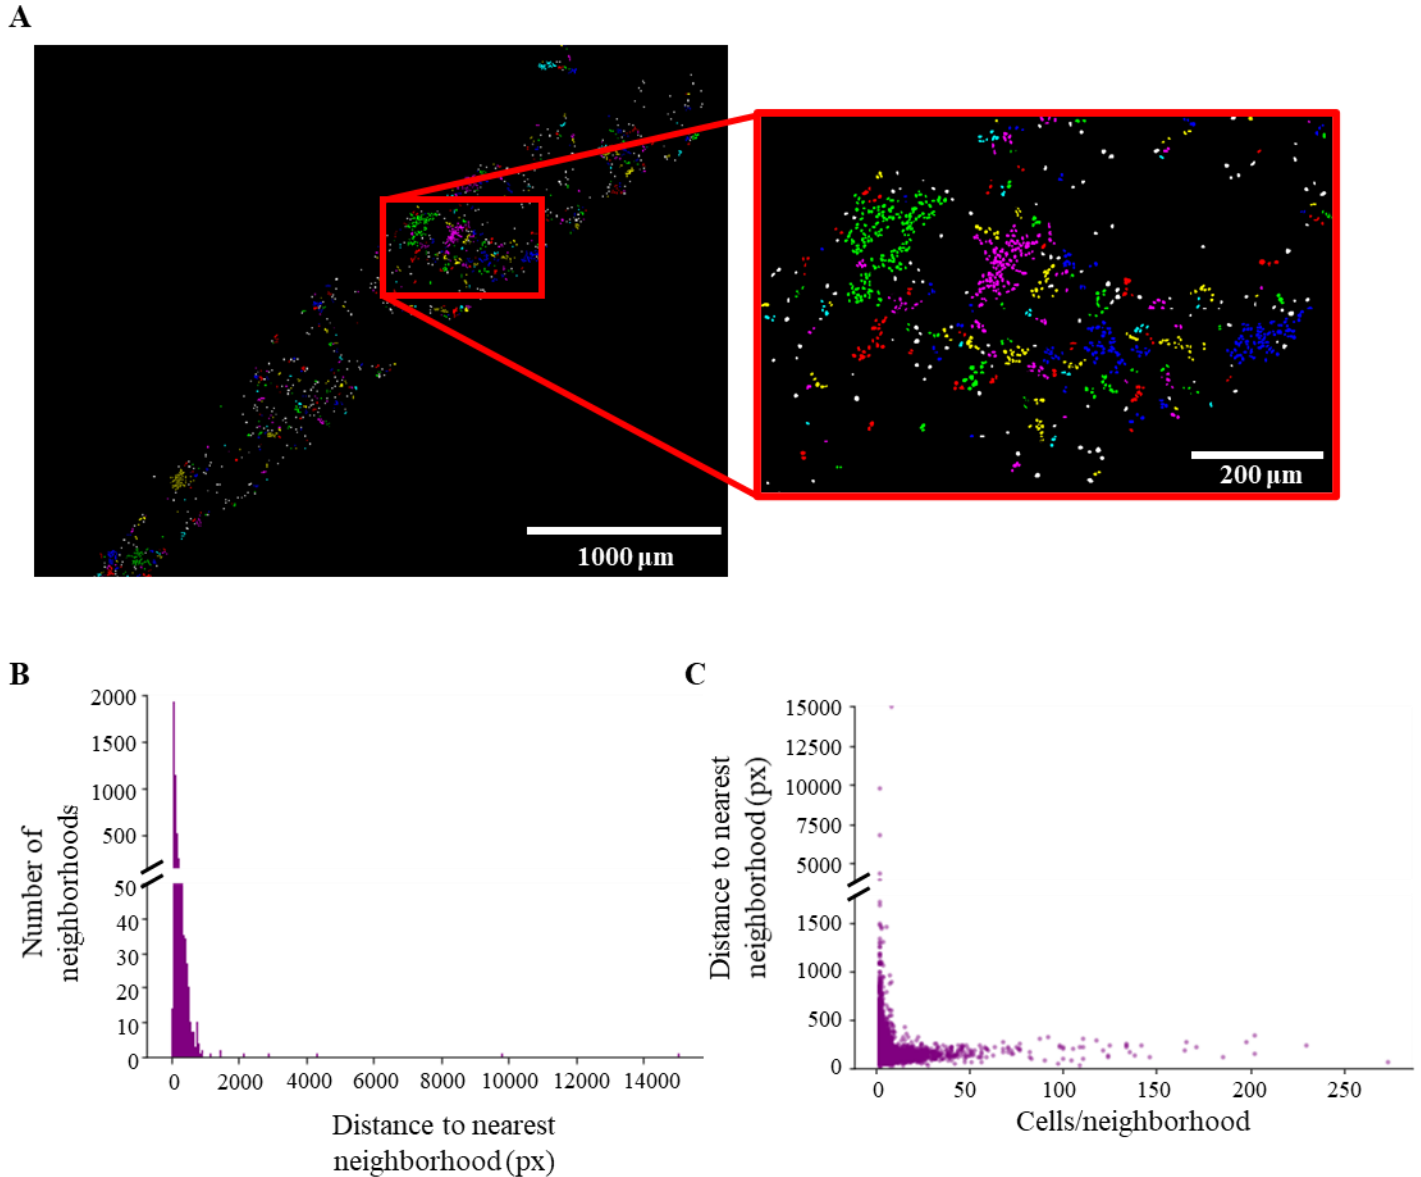 A
1000 µm
200 µm
B
2000
1500
1000
500
50
40
30
20
10
0
Number of
neighborhoods
0 2000 4000 6000 8000 10000 12000 14000
Distance to nearest
neighborhood (px)
C
15000
12500
10000
7500
5000
1500
1000
500
0
Distance to nearest
neighborhood (px)
0 50 100 150 200 250
Cells/neighborhood